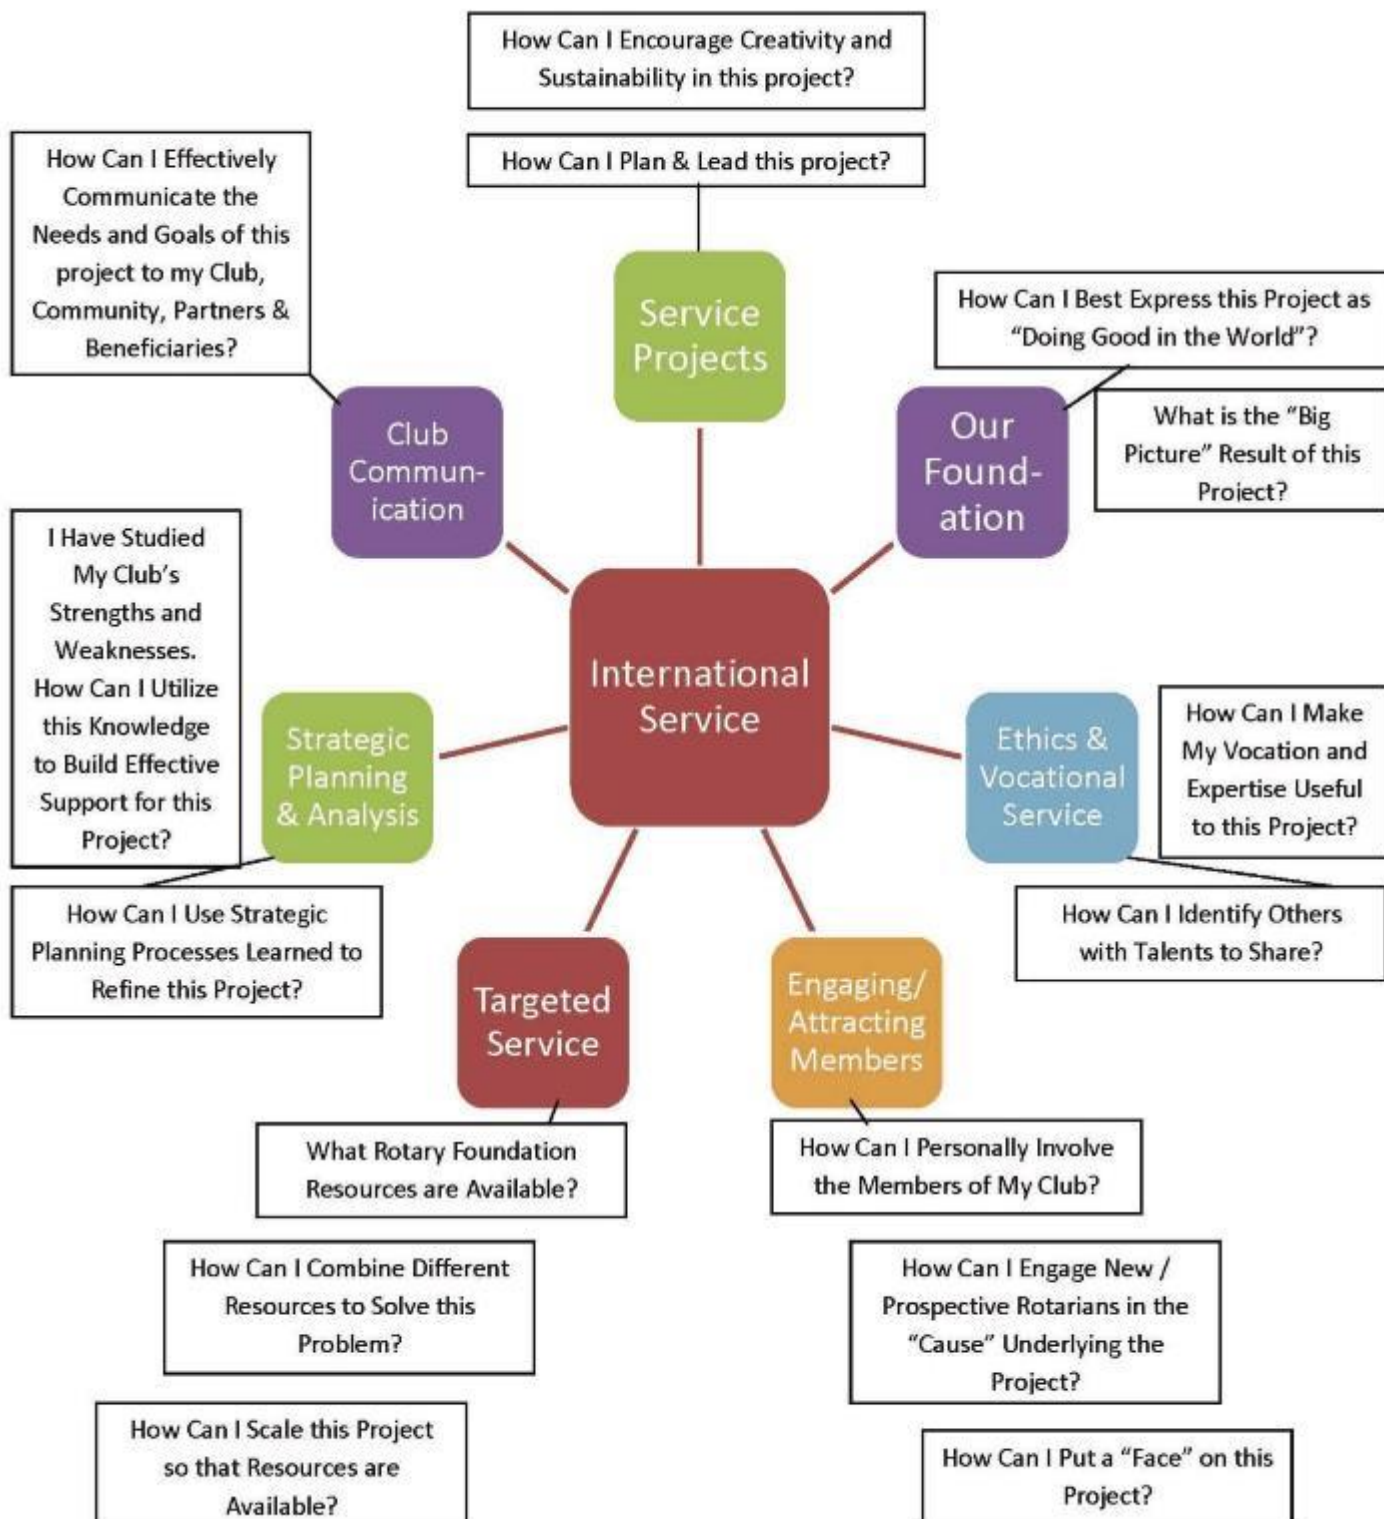 How Can I Encourage Creativity and
Sustainability in this project?
How Can I Plan & Lead this project?
How Can I Effectively
Communicate the
Needs and Goals of this
project to my Club,
Community, Partners &
Beneficiaries?
Service
Projects
How Can I Best Express this Project as
“Doing Good in the World”?
What is the “Big
Picture” Result of this
Project?
Club
Commun-
ication
Our
Found-
ation
I Have Studied
My Club’s
Strengths and
Weaknesses.
How Can I Utilize
this Knowledge
to Build Effective
Support for this
Project?
International
Service
Strategic
Planning
& Analysis
Ethics &
Vocational
Service
How Can I Make
My Vocation and
Expertise Useful
to this Project?
How Can I Use Strategic
Planning Processes Learned to
Refine this Project?
How Can I Identify Others
with Talents to Share?
Targeted
Service
Engaging/
Attracting
Members
What Rotary Foundation
Resources are Available?
How Can I Personally Involve
the Members of My Club?
How Can I Combine Different
Resources to Solve this
Problem?
How Can I Engage New /
Prospective Rotarians in the
“Cause” Underlying the
Project?
How Can I Scale this Project
so that Resources are
Available?
How Can I Put a “Face” on this
Project?